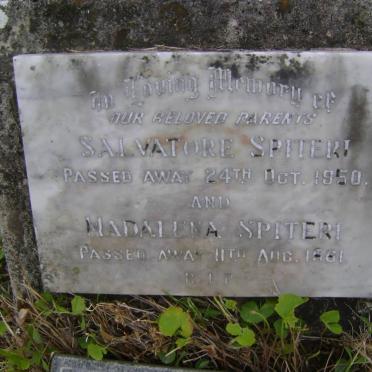 In Loving Memory of
OUR BELOVED PARENTS
SALVATORE SPITERI
PASSED AWAY 24TH OCT. 1950.
AND
MADALENA SPITERI
PASSED AWAY 11TH AUG. 1961
R.I.P.